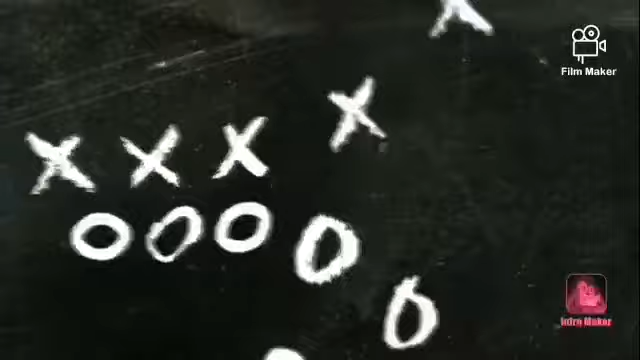 X
Film Maker
X X X X
O O O O
O
Intro Maker